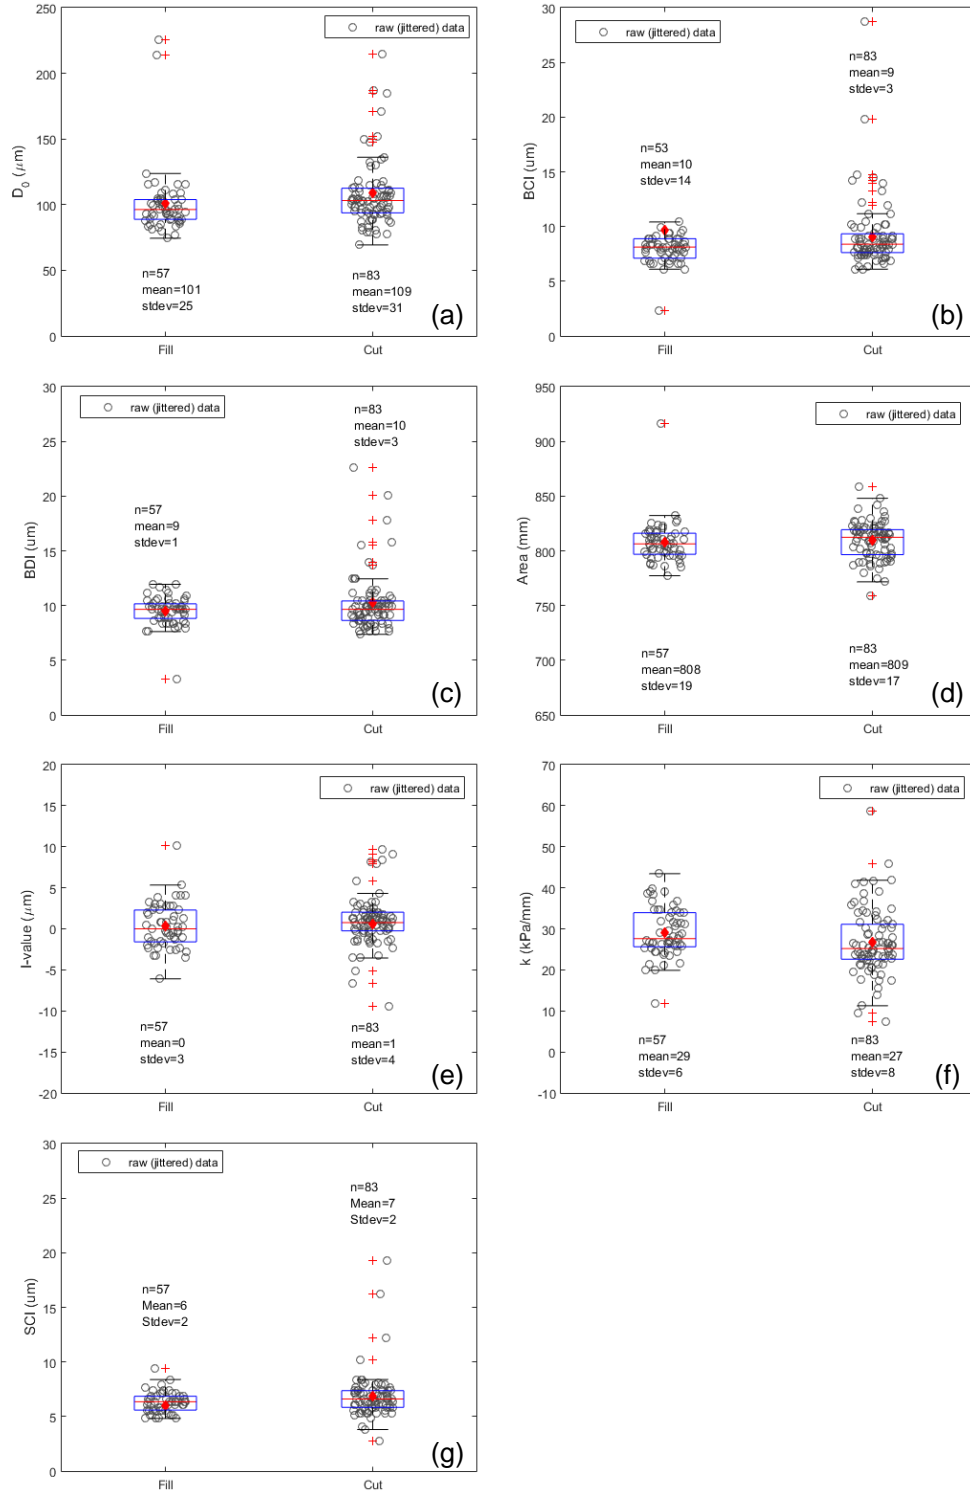 raw (jittered) data
300
250
200
150
100
50
0
D0 (μm)
n=57
mean=101
stdev=25
n=83
mean=109
stdev=31
(a)
Fill
Cut
raw (jittered) data
30
25
20
15
10
5
0
BCI (um)
n=53
mean=10
stdev=14
n=83
mean=9
stdev=3
(b)
Fill
Cut
raw (jittered) data
30
25
20
15
10
5
0
BDI (um)
n=57
mean=9
stdev=1
n=83
mean=10
stdev=3
(c)
Fill
Cut
raw (jittered) data
950
900
850
800
750
700
650
Area (mm)
n=57
mean=808
stdev=19
n=83
mean=809
stdev=17
(d)
Fill
Cut
raw (jittered) data
20
15
10
5
0
-5
-10
-15
-20
I-value (μm)
n=57
mean=0
stdev=3
n=83
mean=1
stdev=4
(e)
Fill
Cut
raw (jittered) data
70
60
50
40
30
20
10
0
-10
k (kPa/mm)
n=57
mean=29
stdev=6
n=83
mean=27
stdev=8
(f)
Fill
Cut
raw (jittered) data
30
25
20
15
10
5
0
SCI (um)
n=57
Mean=6
Stdev=2
n=83
Mean=7
Stdev=2
(g)
Fill
Cut